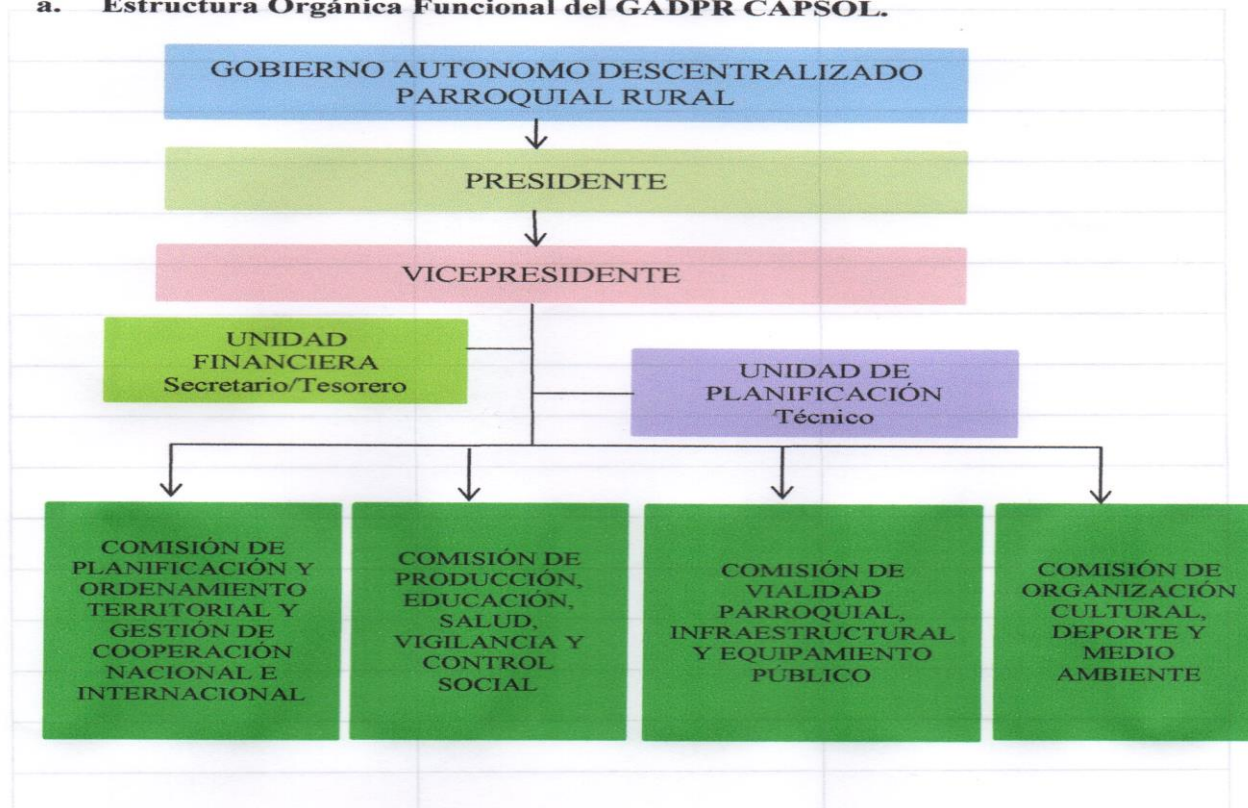 a. Estructura Orgánica Funcional del GADPR CAPSOL.
GOBIERNO AUTONOMO DESCENTRALIZADO
PARROQUIAL RURAL
PRESIDENTE
VICEPRESIDENTE
UNIDAD
FINANCIERA
Secretario/Tesorero
UNIDAD DE
PLANIFICACIÓN
Técnico
COMISIÓN DE
PLANIFICACIÓN Y
ORDENAMIENTO
TERRITORIAL Y
GESTIÓN DE
COOPERACIÓN
NACIONAL E
INTERNACIONAL
COMISIÓN DE
PRODUCCIÓN,
EDUCACIÓN,
SALUD,
VIGILANCIA Y
CONTROL
SOCIAL
COMISIÓN DE
VIALIDAD
PARROQUIAL,
INFRAESTRUCTURAL
Y EQUIPAMIENTO
PÚBLICO
COMISIÓN DE
ORGANIZACIÓN
CULTURAL,
DEPORTE Y
MEDIO
AMBIENTE